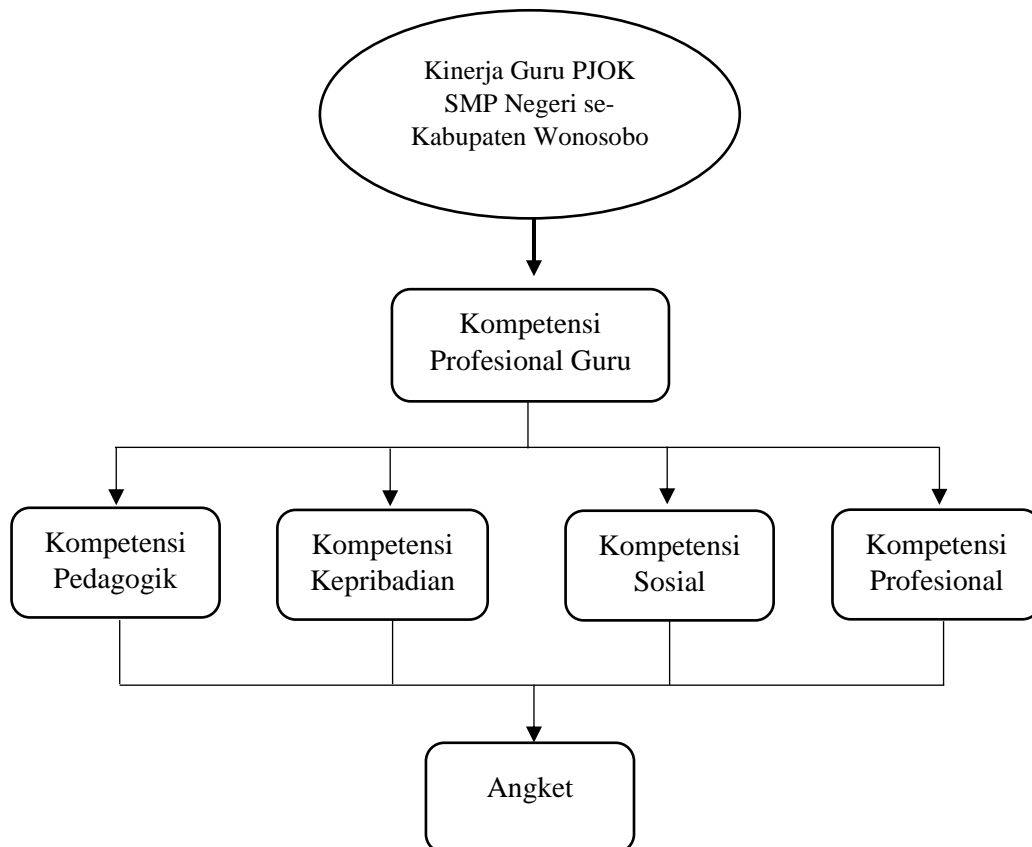 Kinerja Guru PJOK
SMP Negeri se-
Kabupaten Wonosobo
Kompetensi
Profesional Guru
Kompetensi
Pedagogik
Kompetensi
Kepribadian
Kompetensi
Sosial
Kompetensi
Profesional
Angket